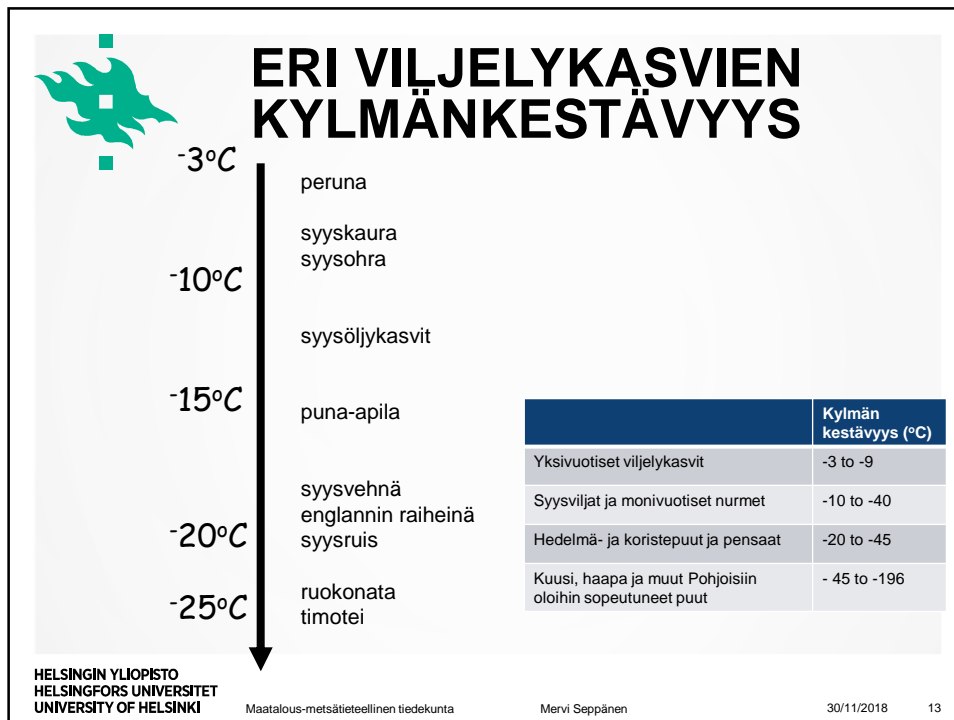 ERI VILJELYKASVIEN
KYLMÄNKESTÄVYYS
-3°C
peruna
syyskaura
syysohra
-10°C
syysöljykasvit
-15°C
puna-apila
syysvehnä
englannin raiheinä
-20°C
syysruis
ruokonata
-25°C
timotei
Kylmän
kestävyys (°C)
Yksivuotiset viljelykasvit -3 to -9
Syysviljat ja monivuotiset nurmet -10 to -40
Hedelmä- ja koristepuut ja pensaat -20 to -45
Kuusi, haapa ja muut Pohjoisiin - 45 to -196
oloihin sopeutuneet puut
HELSINGIN YLIOPISTO
HELSINGFORS UNIVERSITET
UNIVERSITY OF HELSINKI
Maatalous-metsätieteellinen tiedekunta Mervi Seppänen 30/11/2018 13